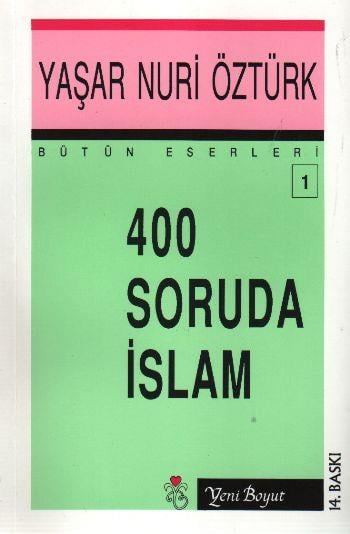 YAŞAR NURİ ÖZTÜRK
BÜTÜN ESERLERİ
1
400
SORUDA
İSLAM
Yeni Boyut
14. BASKI